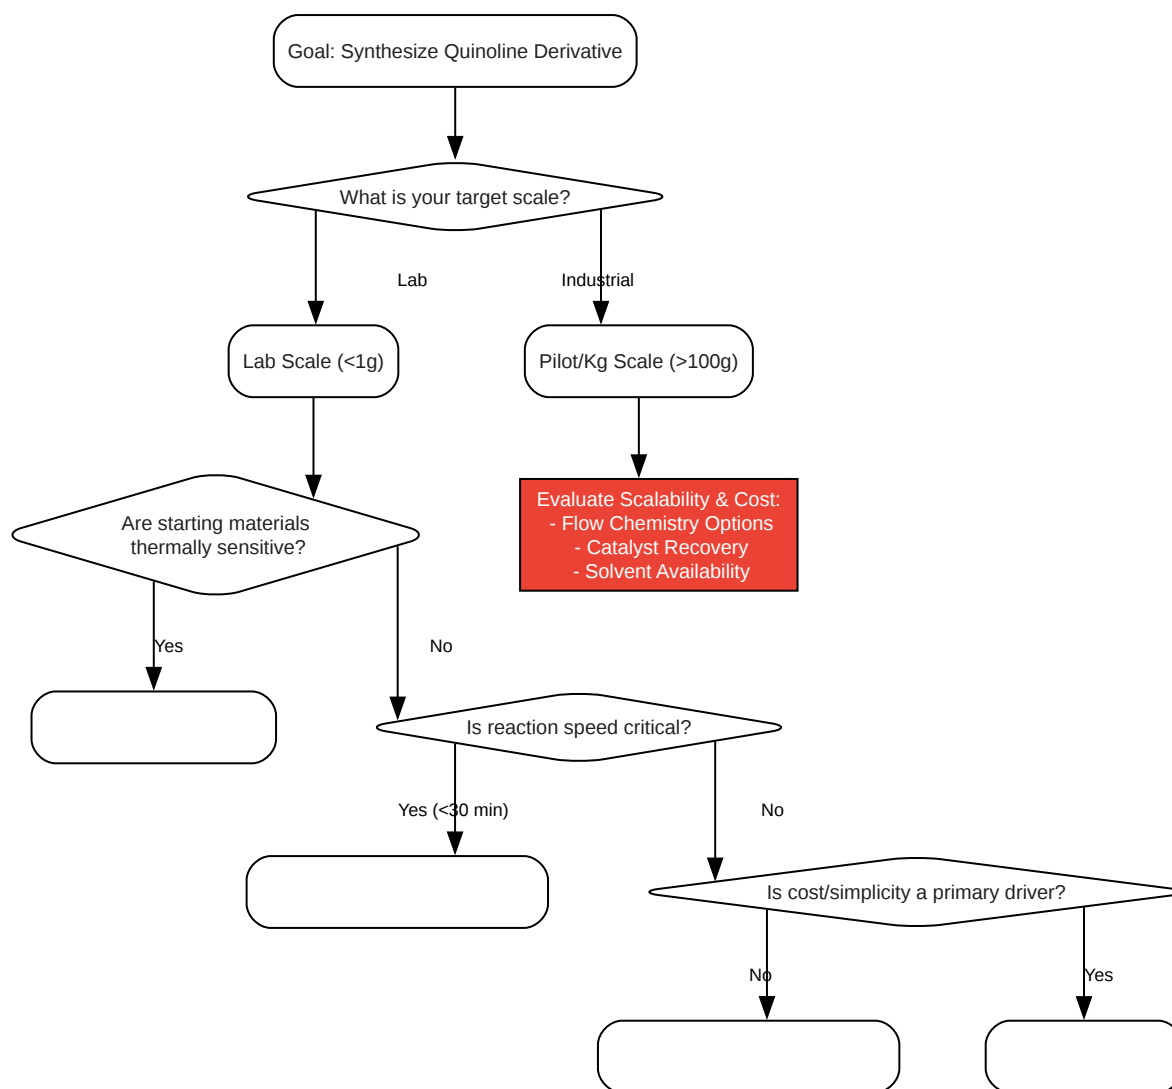 Goal: Synthesize Quinoline Derivative
What is your target scale?
Lab
Industrial
Lab Scale (<1g)
Pilot/Kg Scale (>100g)
Are starting materials
thermally sensitive?
Evaluate Scalability & Cost:
- Flow Chemistry Options
- Catalyst Recovery
- Solvent Availability
Yes
No
Is reaction speed critical?
Yes (<30 min)
No
Is cost/simplicity a primary driver?
No
Yes